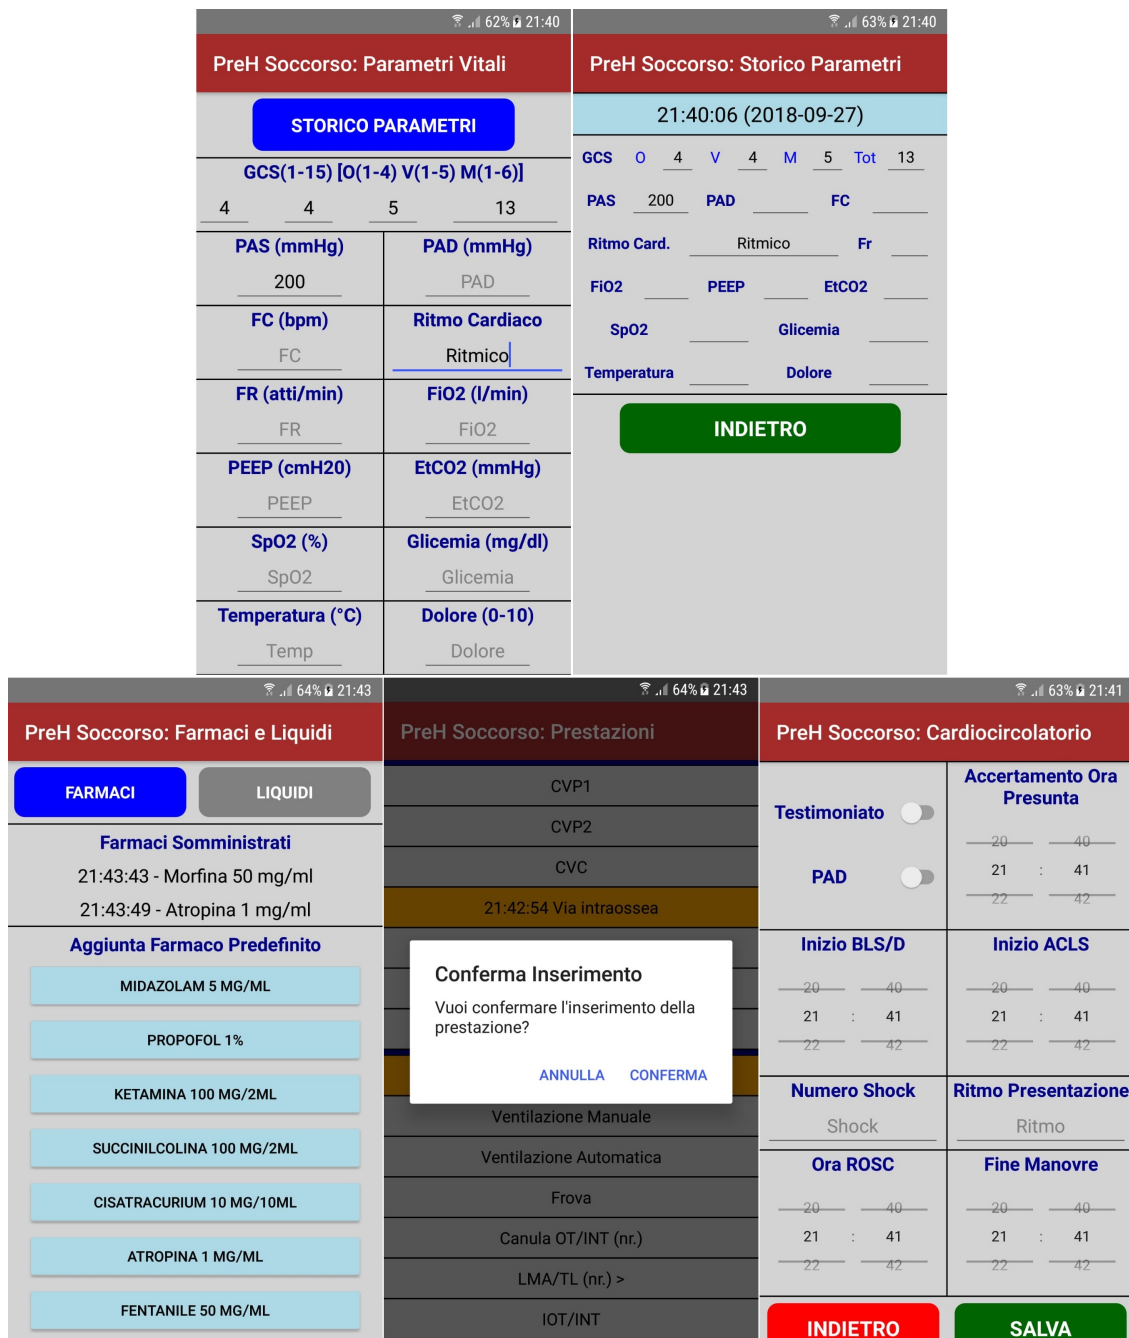 62% 21:40
PreH Soccorso: Parametri Vitali
STORICO PARAMETRI
GCS(1-15) [O(1-4) V(1-5) M(1-6)]
4 4 5 13
PAS (mmHg) PAD (mmHg)
200 PAD
FC (bpm) Ritmo Cardiaco
FC Ritmico
FR (atti/min) FiO2 (l/min)
FR FiO2
PEEP (cmH20) EtCO2 (mmHg)
PEEP EtCO2
SpO2 (%) Glicemia (mg/dl)
SpO2 Glicemia
Temperatura (°C) Dolore (0-10)
Temp Dolore
63% 21:40
PreH Soccorso: Storico Parametri
21:40:06 (2018-09-27)
GCS O 4 V 4 M 5 Tot 13
PAS 200 PAD FC
Ritmo Card. Ritmico Fr
FiO2 PEEP EtCO2
SpO2 Glicemia
Temperatura Dolore
INDIETRO
64% 21:43
PreH Soccorso: Farmaci e Liquidi
FARMACI LIQUIDI
Farmaci Somministrati
21:43:43 - Morfina 50 mg/ml
21:43:49 - Atropina 1 mg/ml
Aggiunta Farmaco Predefinito
MIDAZOLAM 5 MG/ML
PROPOFOL 1%
KETAMINA 100 MG/2ML
SUCCINILCOLINA 100 MG/2ML
CISATRACURIUM 10 MG/10ML
ATROPINA 1 MG/ML
FENTANILE 50 MG/ML
64% 21:43
PreH Soccorso: Prestazioni
CVP1
CVP2
CVC
21:42:54 Via intraossea
Conferma Inserimento
Vuoi confermare l'inserimento della
prestazione?
ANNULLA CONFERMA
Ventilazione Manuale
Ventilazione Automatica
Frova
Canula OT/INT (nr.)
LMA/TL (nr.) >
IOT/INT
63% 21:41
PreH Soccorso: Cardiocircolatorio
Testimoniato
PAD
Accertamento Ora
Presunta
20 40
21 : 41
22 42
Inizio BLS/D Inizio ACLS
20 40 20 40
21 : 41 21 : 41
22 42 22 42
Numero Shock Ritmo Presentazione
Shock Ritmo
Ora ROSC Fine Manovre
20 40 20 40
21 : 41 21 : 41
22 42 22 42
INDIETRO SALVA